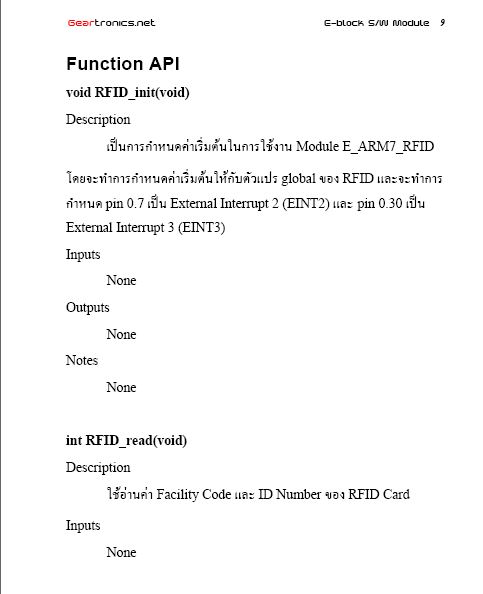 Geartronics.net E-block S/W Module 9
Function API
void RFID_init(void)
Description
เป็นการกำหนดค่าเริ่มต้นในการใช้งาน Module E_ARM7_RFID
โดยจะทำการกำหนดค่าเริ่มต้นให้กับตัวแปร global ของ RFID และจะทำการ
กำหนด pin 0.7 เป็น External Interrupt 2 (EINT2) และ pin 0.30 เป็น
External Interrupt 3 (EINT3)
Inputs
None
Outputs
None
Notes
None
int RFID_read(void)
Description
ใช้อ่านค่า Facility Code และ ID Number ของ RFID Card
Inputs
None